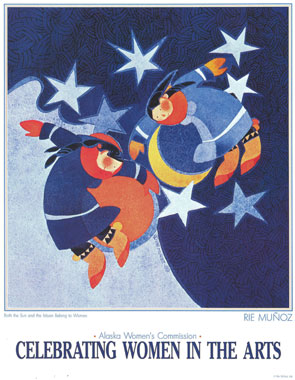 Both the Sun and the Moon Belong to Women
RIE MUÑOZ
• Alaska Women's Commission •
CELEBRATING WOMEN IN THE ARTS